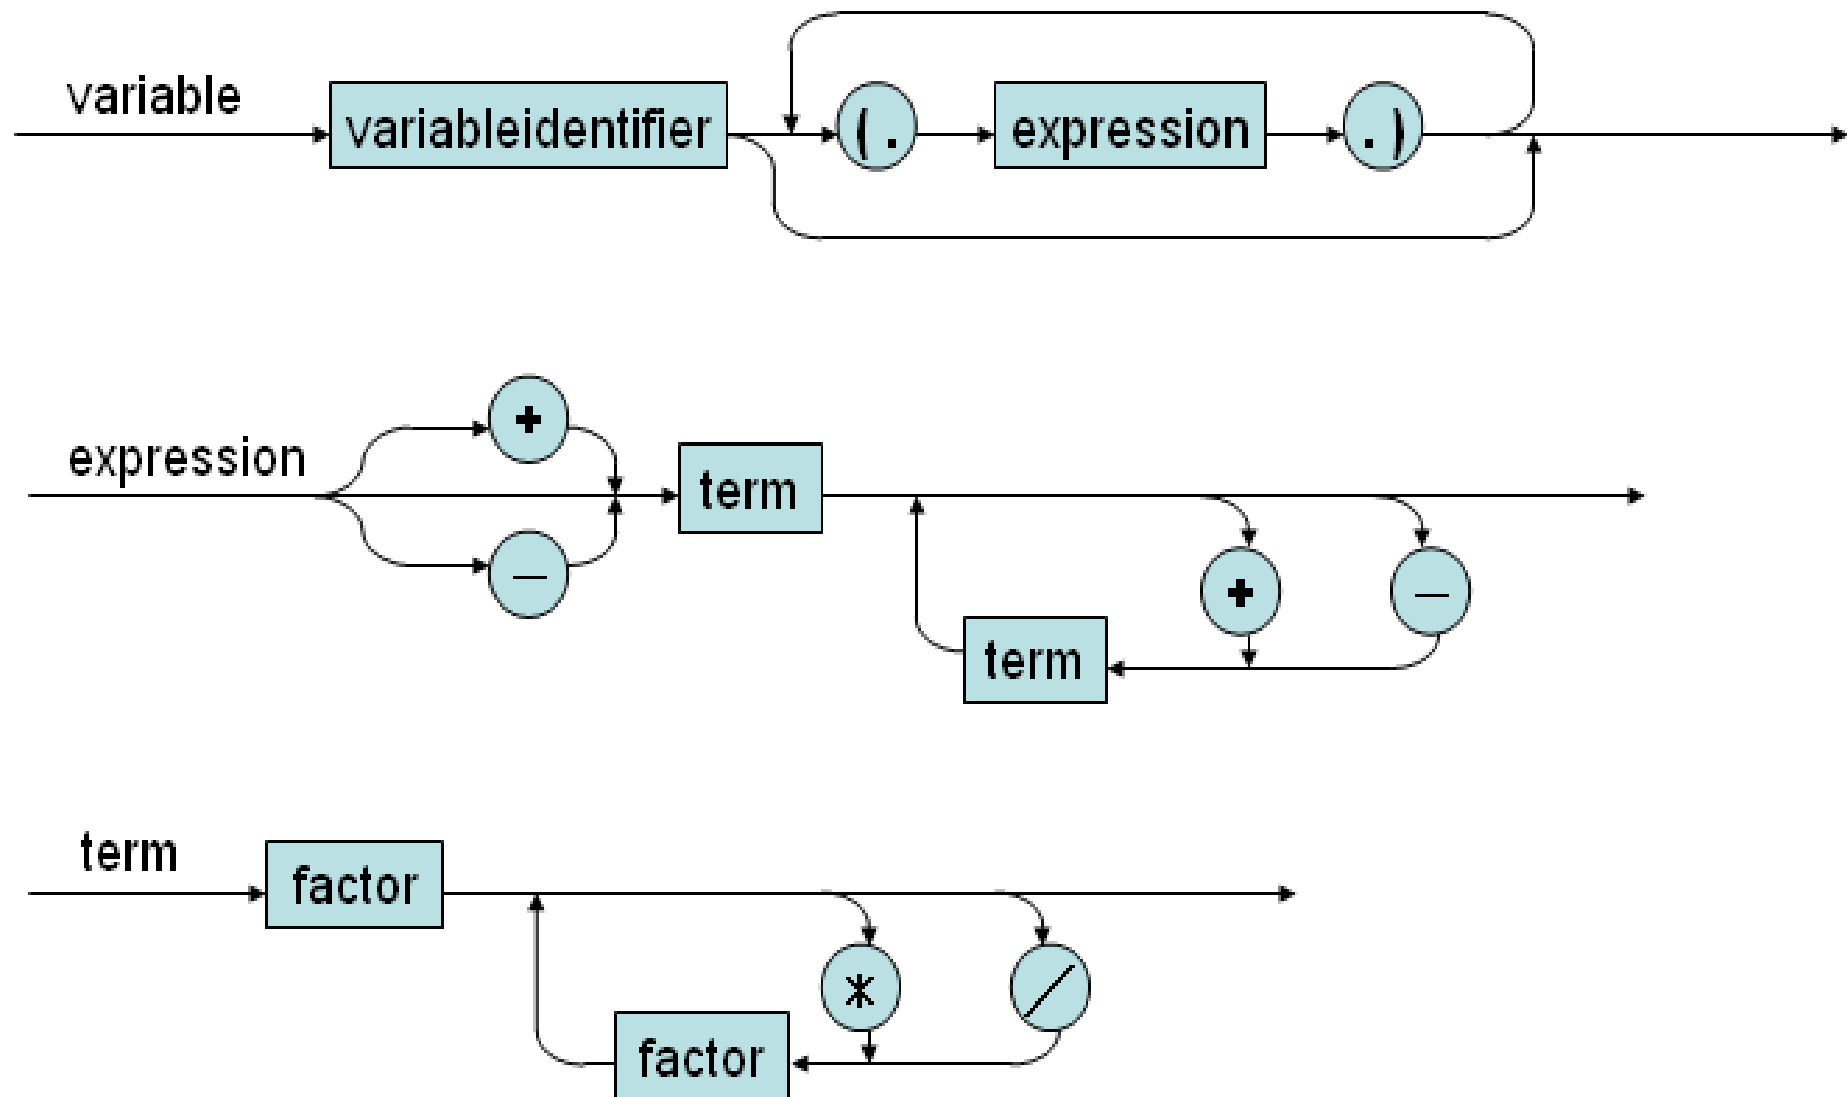 variable
variableidentifier (. expression .)
+
expression
term
−
+ −
term
term
factor
* /
factor